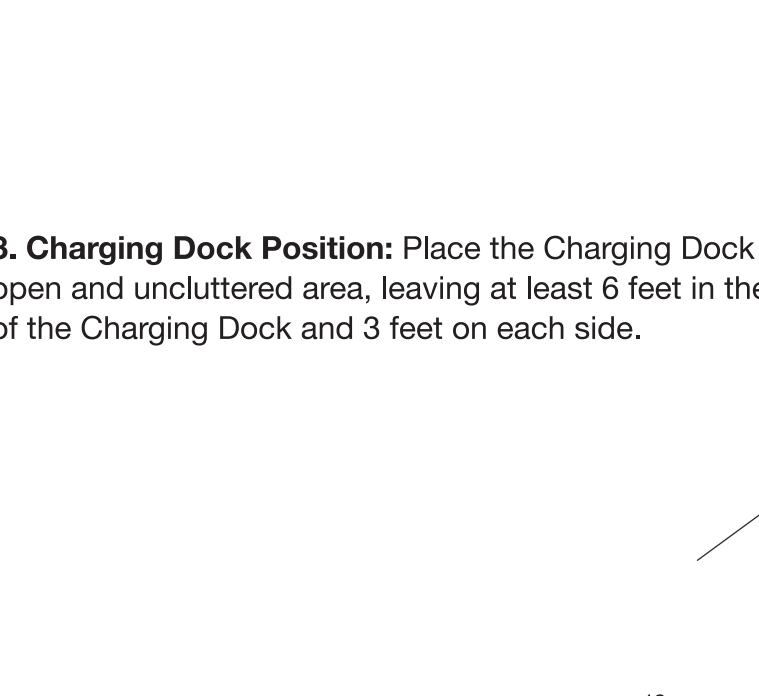 3. Charging Dock Position: Place the Charging Dock
open and uncluttered area, leaving at least 6 feet in the
of the Charging Dock and 3 feet on each side.